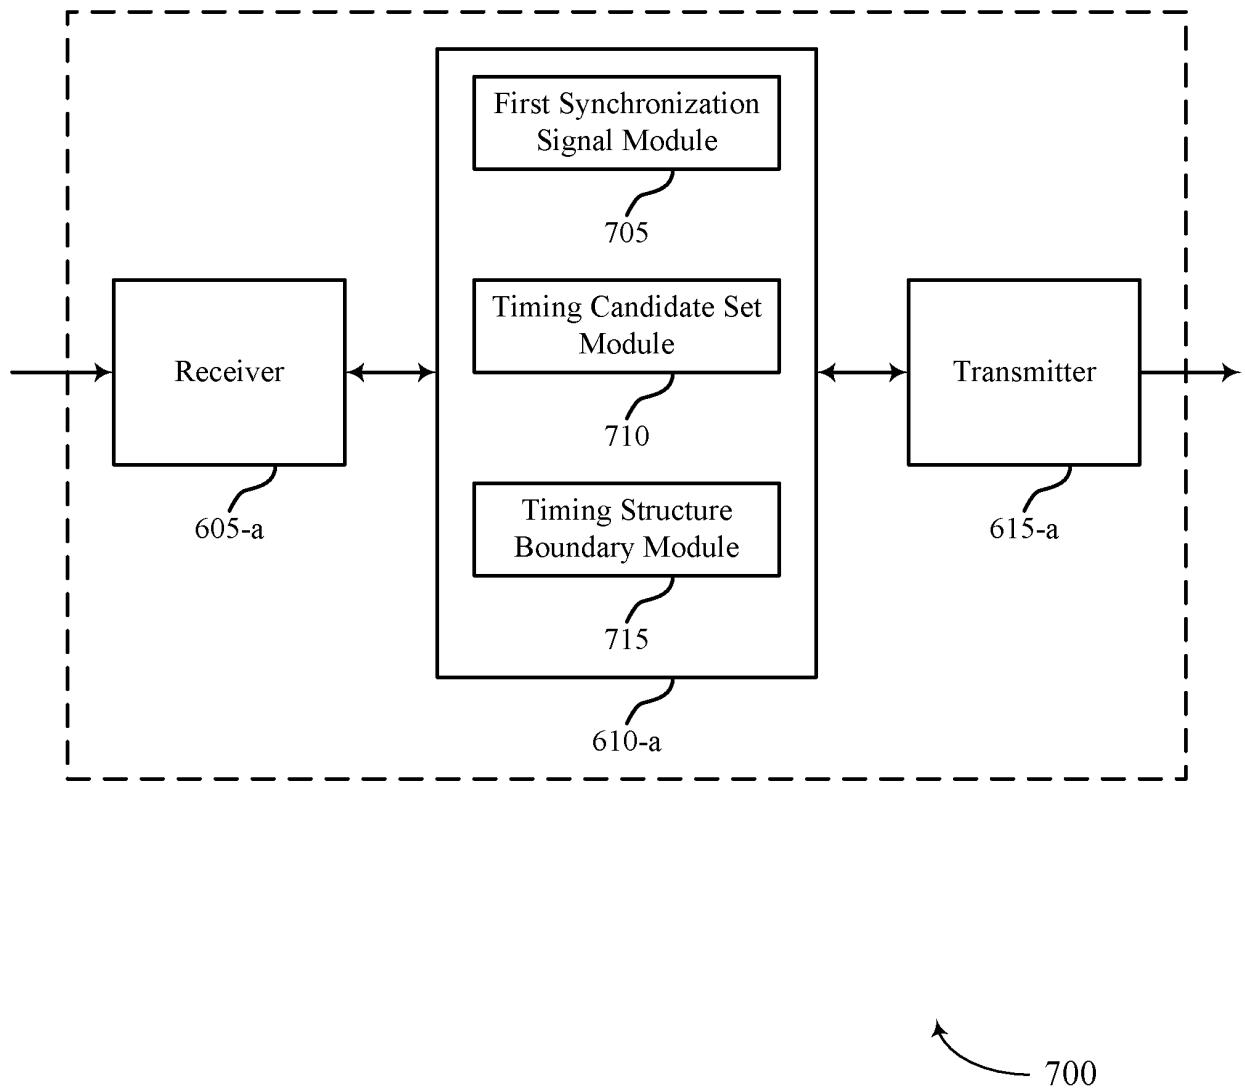 First Synchronization
Signal Module
705
Timing Candidate Set
Module
710
Receiver
Transmitter
605-a
615-a
Timing Structure
Boundary Module
715
610-a
700